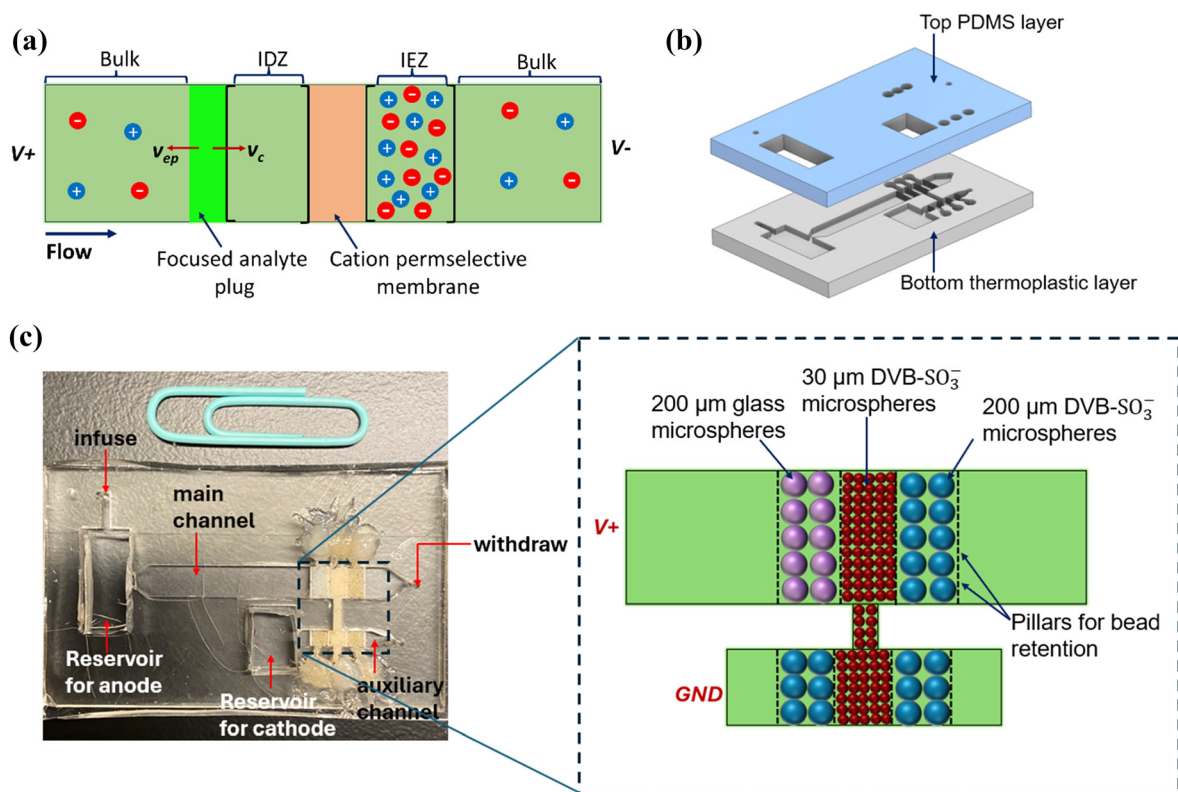 (a)
Bulk
IDZ
IEZ
Bulk
V+
vep
vc
V-
Flow
Focused analyte
plug
Cation permselective
membrane
(b)
Top PDMS layer
Bottom thermoplastic layer
(c)
infuse
main
channel
withdraw
Reservoir
for anode
Reservoir
for cathode
auxiliary
channel
200 μm glass
microspheres
30 μm DVB-SO₃⁻
microspheres
200 μm DVB-SO₃⁻
microspheres
V+
Pillars for bead
retention
GND